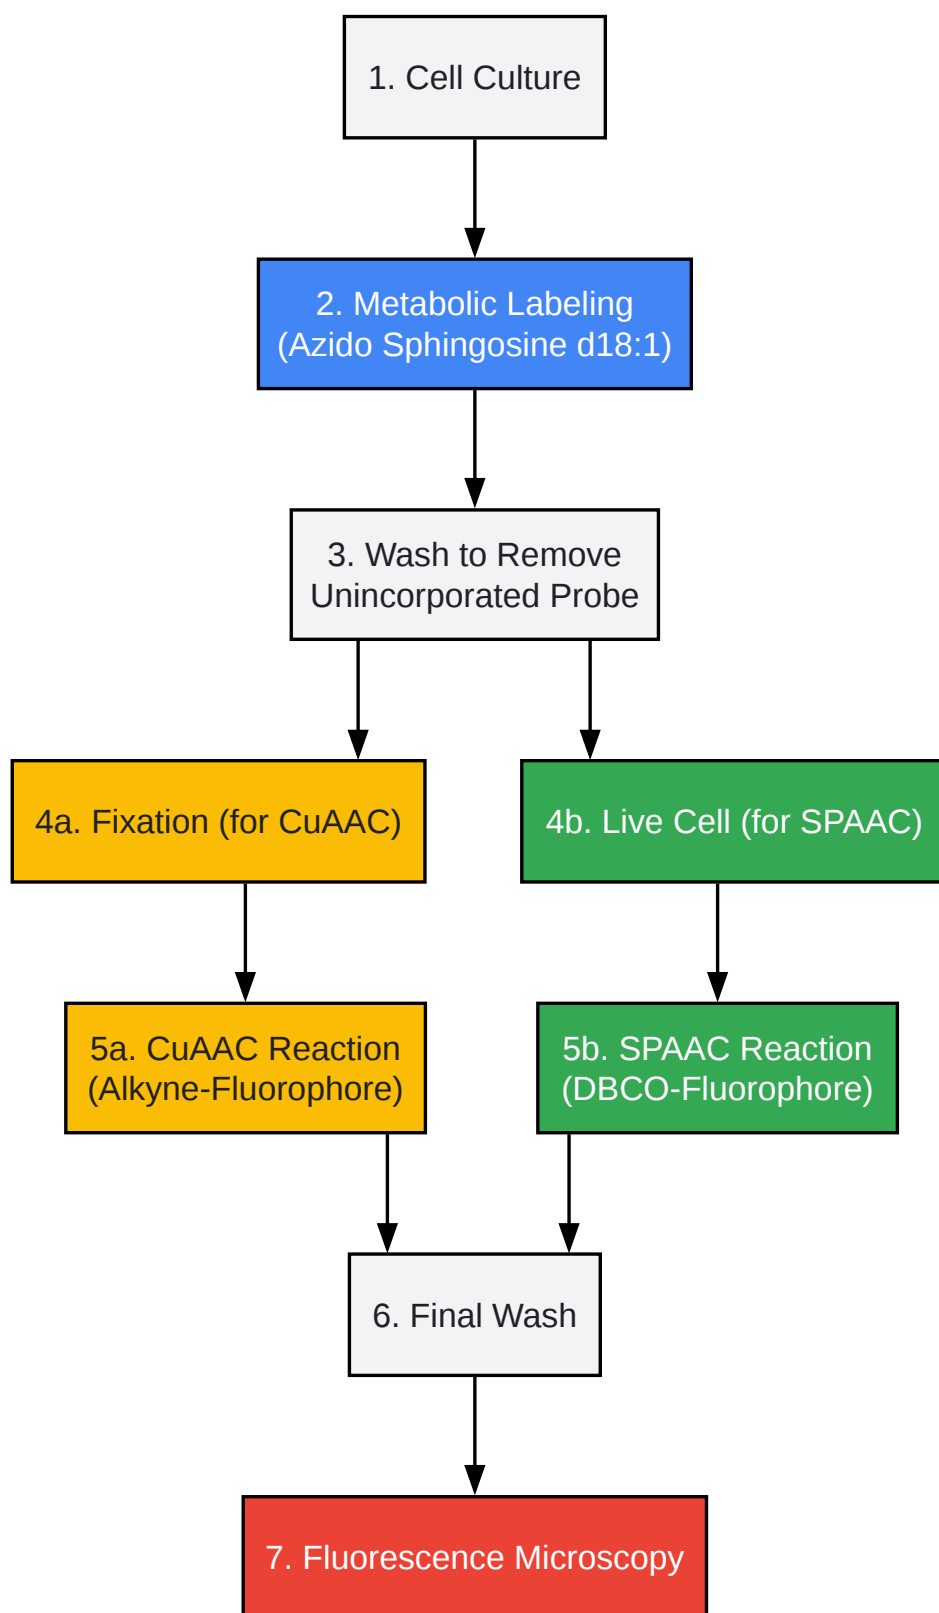 1. Cell Culture
2. Metabolic Labeling
(Azido Sphingosine d18:1)
3. Wash to Remove
Unincorporated Probe
4a. Fixation (for CuAAC)
4b. Live Cell (for SPAAC)
5a. CuAAC Reaction
(Alkyne-Fluorophore)
5b. SPAAC Reaction
(DBCO-Fluorophore)
6. Final Wash
7. Fluorescence Microscopy